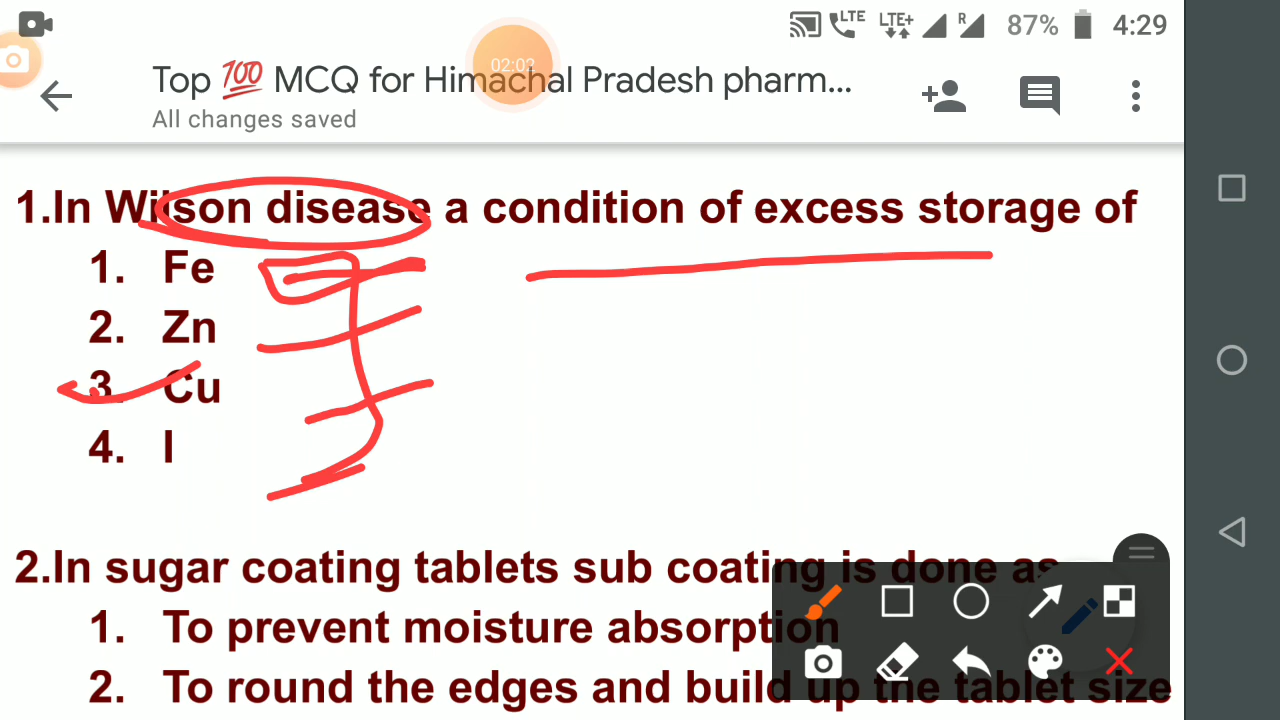 LTE LTE+ R 87% 4:29
02:02
Top 💯 MCQ for Himachal Pradesh pharm...
All changes saved
1.In Wilson disease a condition of excess storage of
1. Fe
2. Zn
3. Cu
4. I
2.In sugar coating tablets sub coating is done as
1. To prevent moisture absorption
2. To round the edges and build up the tablet size